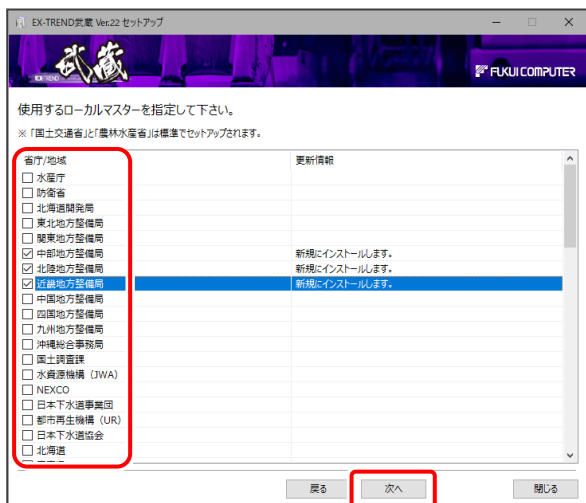 EX-TREND武蔵 Ver.22 セットアップ
EX-TREND 武蔵
FUKUI COMPUTER
使用するローカルマスターを指定して下さい。
※ 「国土交通省」と「農林水産省」は標準でセットアップされます。
省庁/地域 更新情報
水産庁
防衛省
北海道開発局
東北地方整備局
関東地方整備局
中部地方整備局 新規にインストールします。
北陸地方整備局 新規にインストールします。
近畿地方整備局 新規にインストールします。
中国地方整備局
四国地方整備局
九州地方整備局
沖縄総合事務局
国土調査課
水資源機構（JWA）
NEXCO
日本下水道事業団
都市再生機構（UR）
日本下水道協会
北海道
戻る 次へ 閉じる